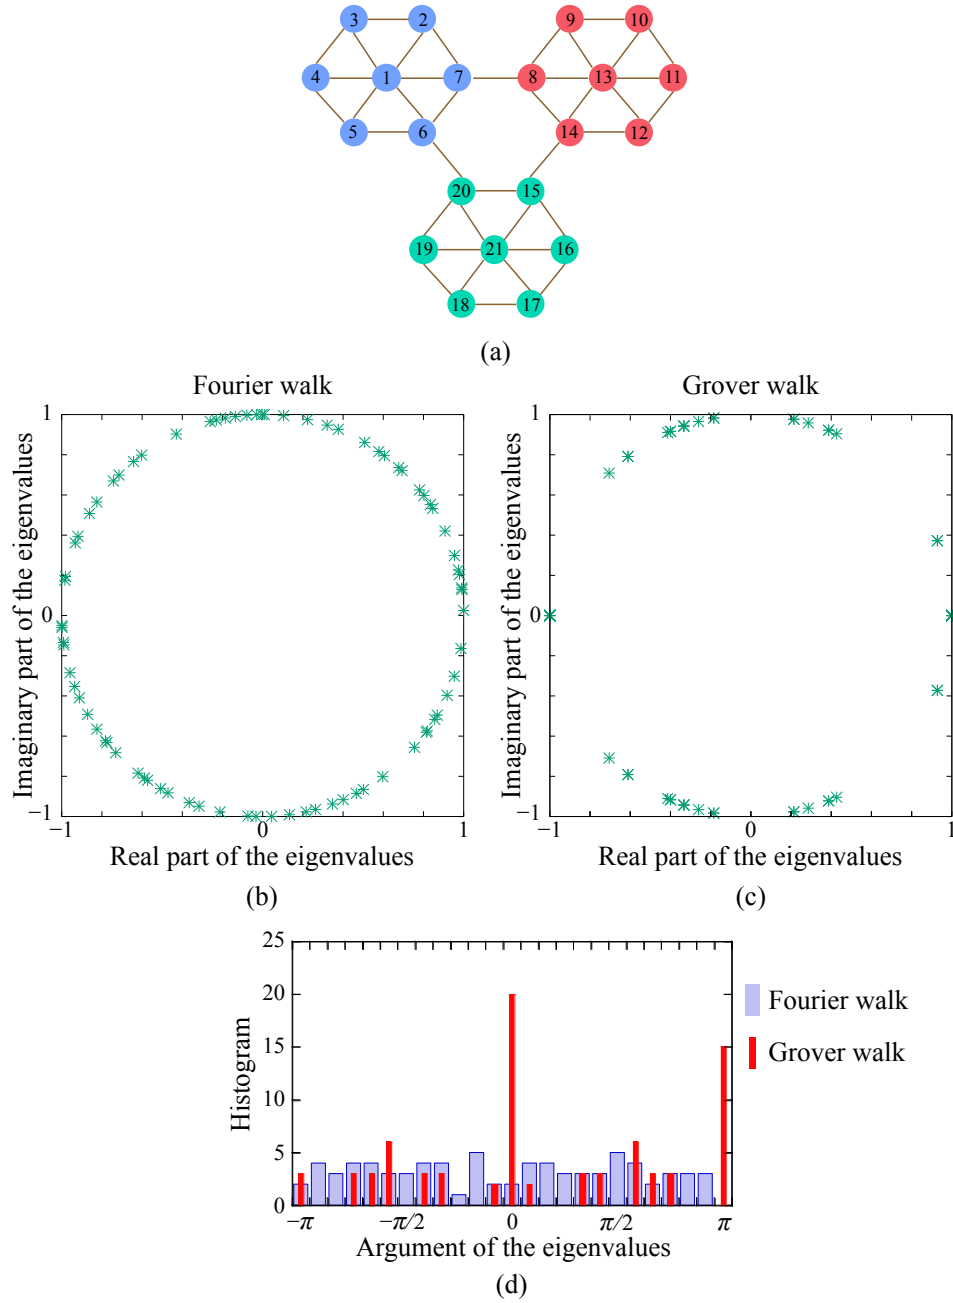 3 2 9 10
4 1 7 8 13 11
5 6 14 12
20 15
19 21 16
18 17
(a)
Fourier walk
Grover walk
Imaginary part of the eigenvalues
1
0
−1
−1 0 1
Real part of the eigenvalues
(b)
Imaginary part of the eigenvalues
1
0
−1
−1 0 1
Real part of the eigenvalues
(c)
Histogram
25
20
15
10
5
0
−π −π/2 0 π/2 π
Argument of the eigenvalues
Fourier walk
Grover walk
(d)